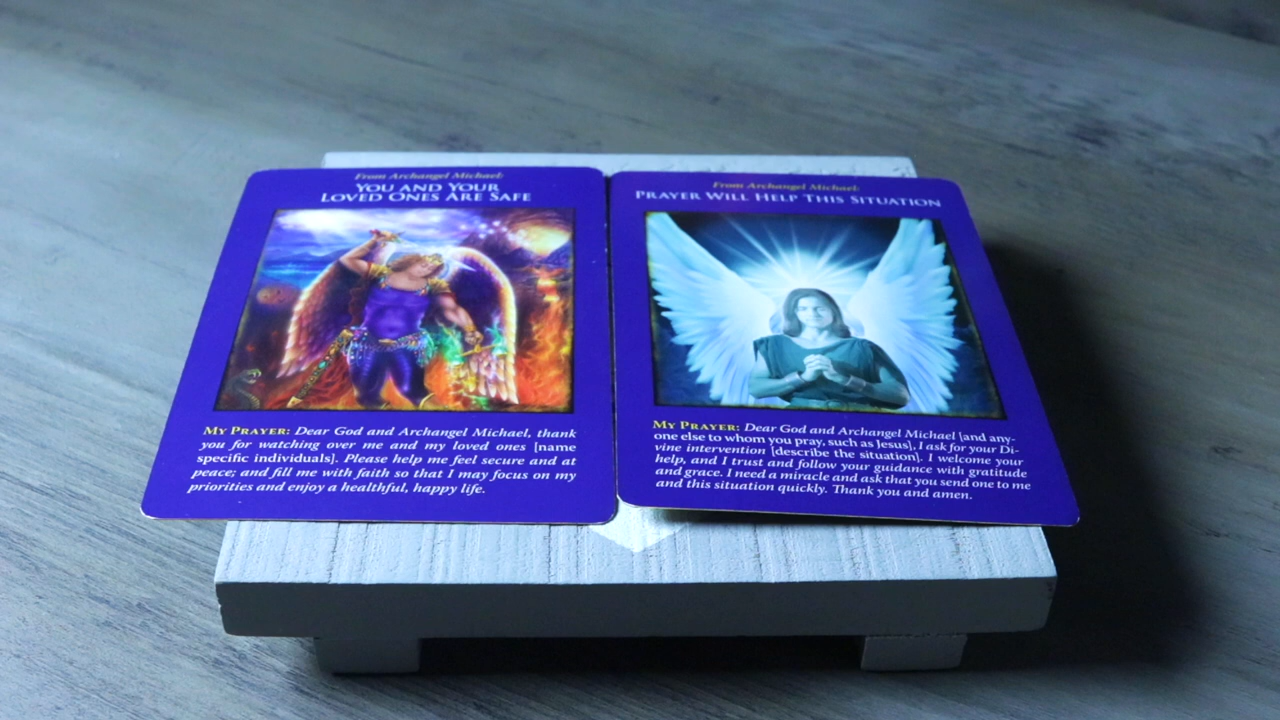 From Archangel Michael:
YOU AND YOUR
LOVED ONES ARE SAFE
MY PRAYER: Dear God and Archangel Michael, thank
you for watching over me and my loved ones [name
specific individuals]. Please help me feel secure and at
peace; and fill me with faith so that I may focus on my
priorities and enjoy a healthful, happy life.
From Archangel Michael:
PRAYER WILL HELP THIS SITUATION
MY PRAYER: Dear God and Archangel Michael [and any-
one else to whom you pray, such as Jesus], I ask for your Di-
vine intervention [describe the situation]. I welcome your
help, and I trust and follow your guidance with gratitude
and grace. I need a miracle and ask that you send one to me
and this situation quickly. Thank you and amen.